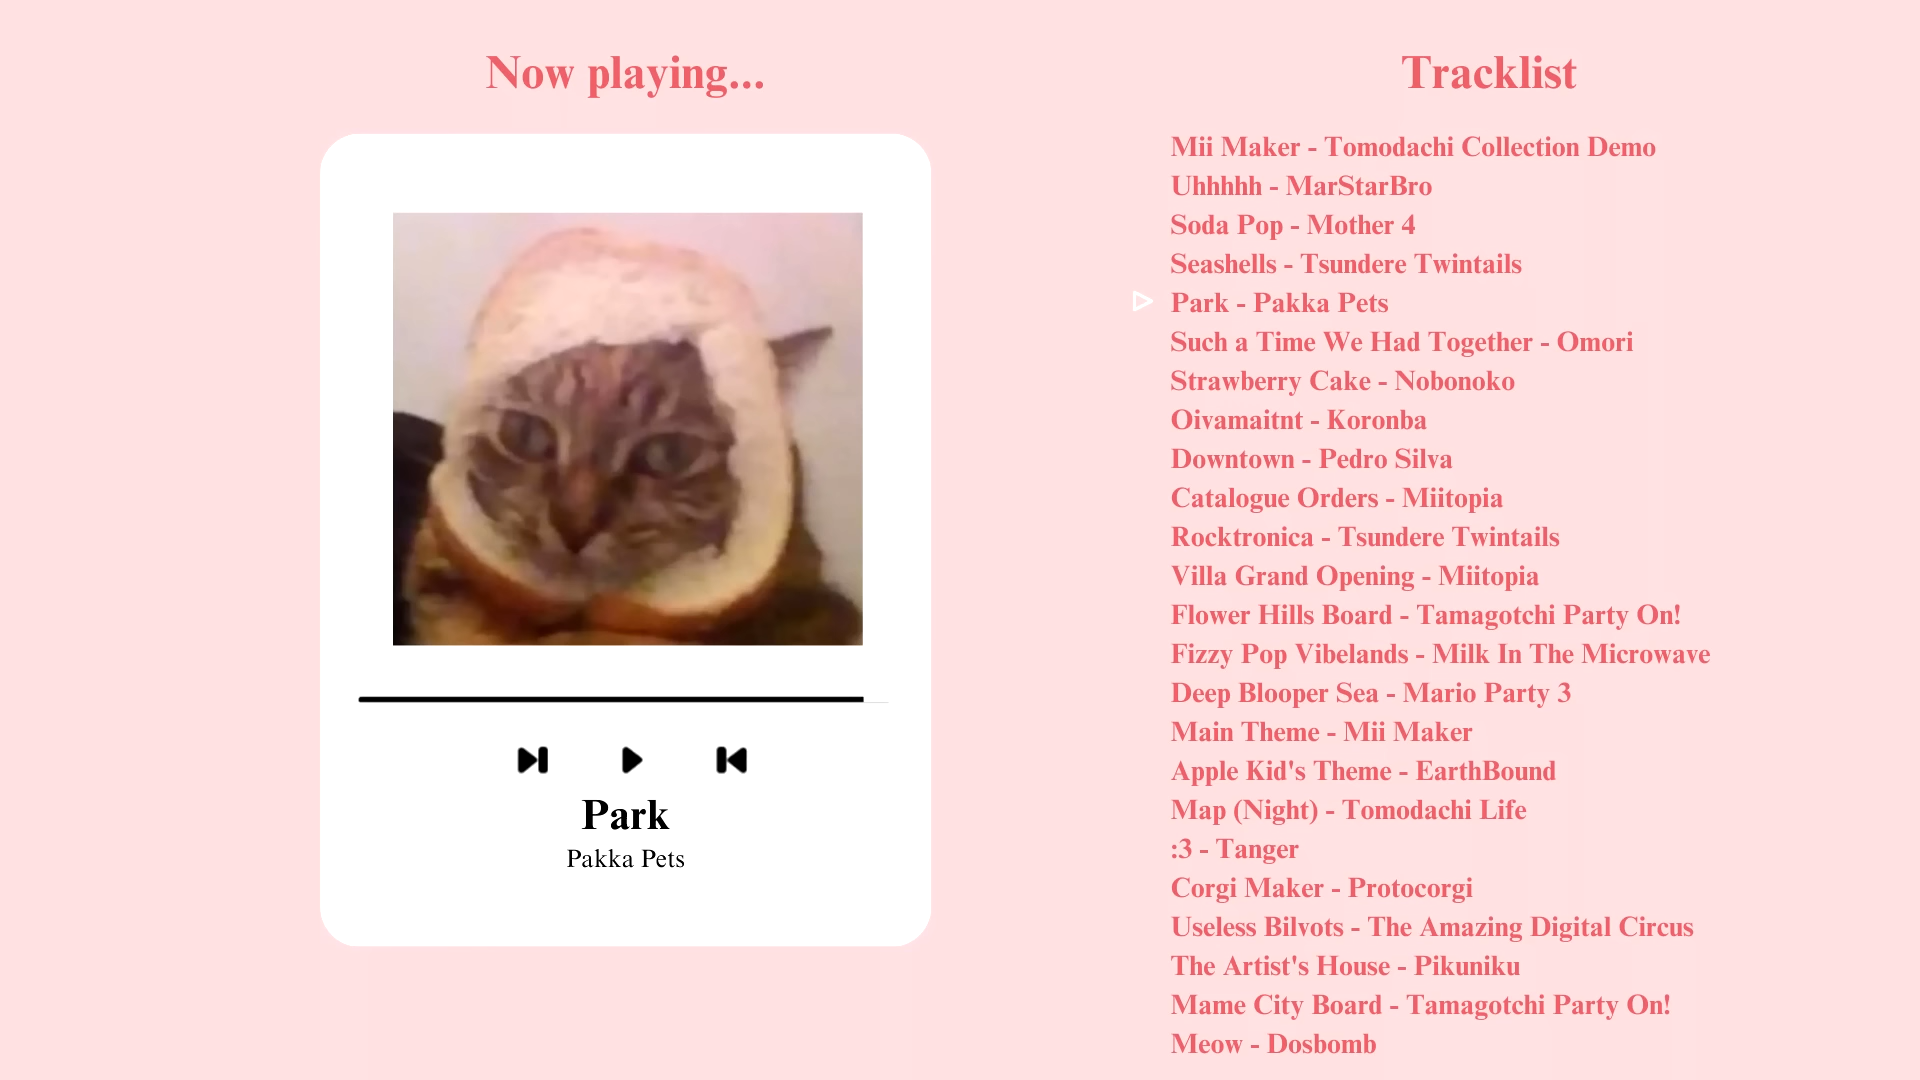 Now playing...
Park
Pakka Pets
Tracklist
Mii Maker - Tomodachi Collection Demo
Uhhhhh - MarStarBro
Soda Pop - Mother 4
Seashells - Tsundere Twintails
Park - Pakka Pets
Such a Time We Had Together - Omori
Strawberry Cake - Nobonoko
Oivamaitnt - Koronba
Downtown - Pedro Silva
Catalogue Orders - Miitopia
Rocktronica - Tsundere Twintails
Villa Grand Opening - Miitopia
Flower Hills Board - Tamagotchi Party On!
Fizzy Pop Vibelands - Milk In The Microwave
Deep Blooper Sea - Mario Party 3
Main Theme - Mii Maker
Apple Kid's Theme - EarthBound
Map (Night) - Tomodachi Life
:3 - Tanger
Corgi Maker - Protocorgi
Useless Bilvots - The Amazing Digital Circus
The Artist's House - Pikuniku
Mame City Board - Tamagotchi Party On!
Meow - Dosbomb